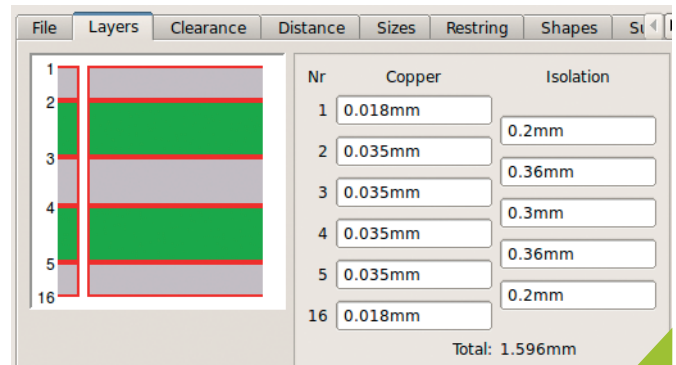 File Layers Clearance Distance Sizes Restring Shapes
Nr Copper Isolation
1
2
3
4
5
16
1 0.018mm
0.2mm
2 0.035mm
0.36mm
3 0.035mm
0.3mm
4 0.035mm
0.36mm
5 0.035mm
0.2mm
16 0.018mm
Total: 1.596mm